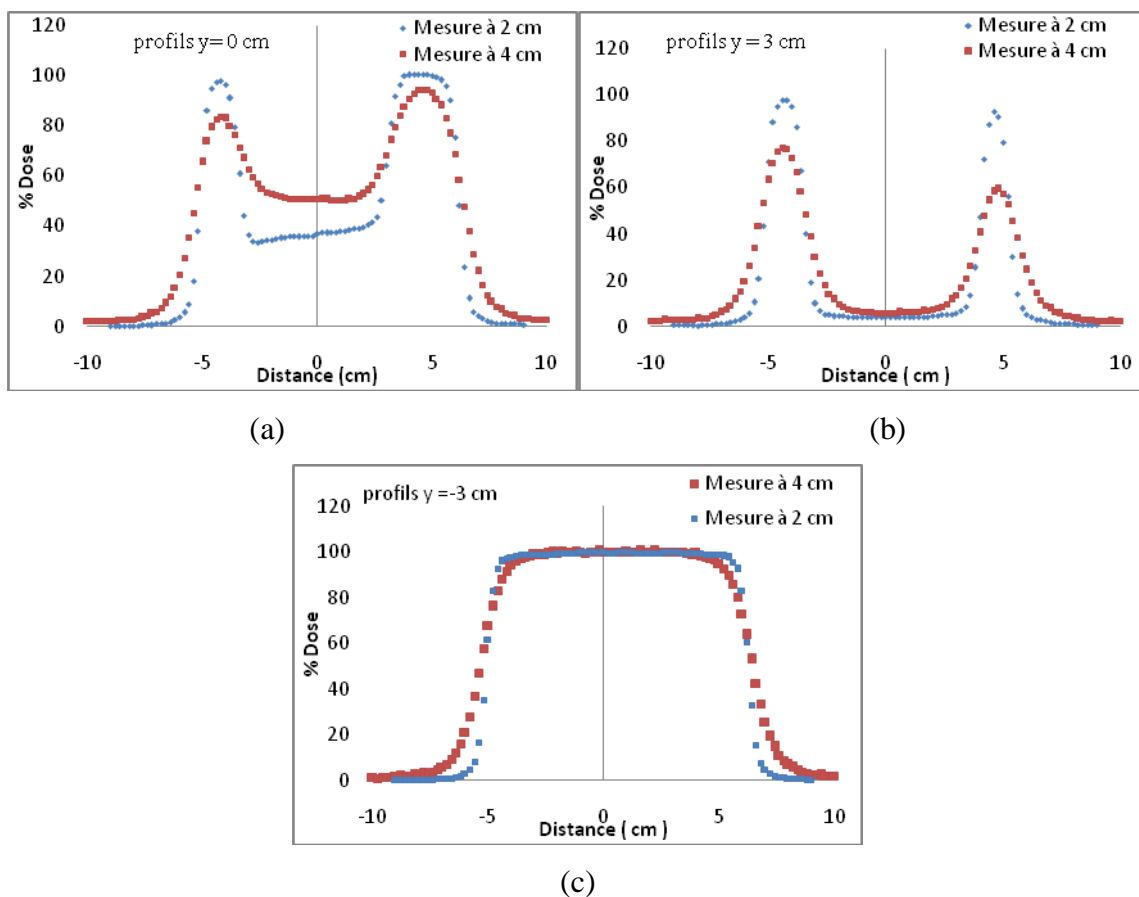 120
100
80
60
40
20
0
% Dose
profils y= 0 cm
Mesure à 2 cm
Mesure à 4 cm
-10 -5 0 5 10
Distance (cm)
(a)
120
100
80
60
40
20
0
% Dose
profils y = 3 cm
Mesure à 2 cm
Mesure à 4 cm
-10 -5 0 5 10
Distance ( cm )
(b)
120
100
80
60
40
20
0
% Dose
profils y =-3 cm
Mesure à 4 cm
Mesure à 2 cm
-10 -5 0 5 10
Distance ( cm )
(c)